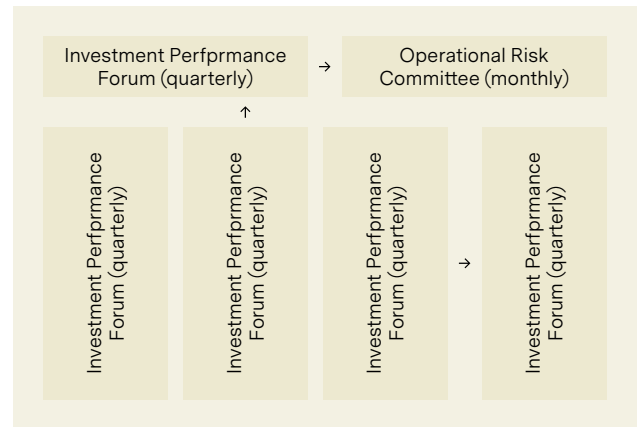 Investment Perfprmance
Forum (quarterly)
→
Operational Risk
Committee (monthly)
↑
Investment Perfprmance
Forum (quarterly)
Investment Perfprmance
Forum (quarterly)
Investment Perfprmance
Forum (quarterly)
→
Investment Perfprmance
Forum (quarterly)